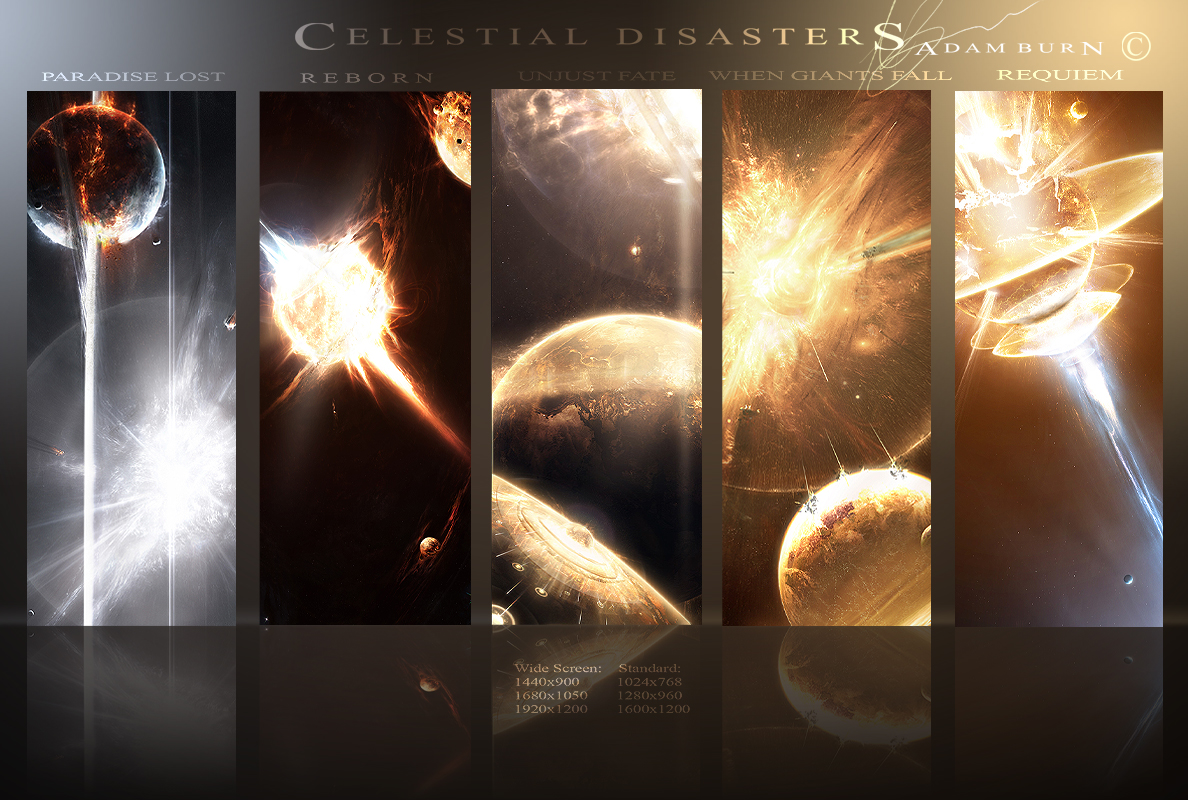 CELESTIAL DISASTERS
ADAM BURN ©
PARADISE LOST
REBORN
UNJUST FATE
WHEN GIANTS FALL
REQUIEM
Wide Screen: Standard:
1440x900 1024x768
1680x1050 1280x960
1920x1200 1600x1200